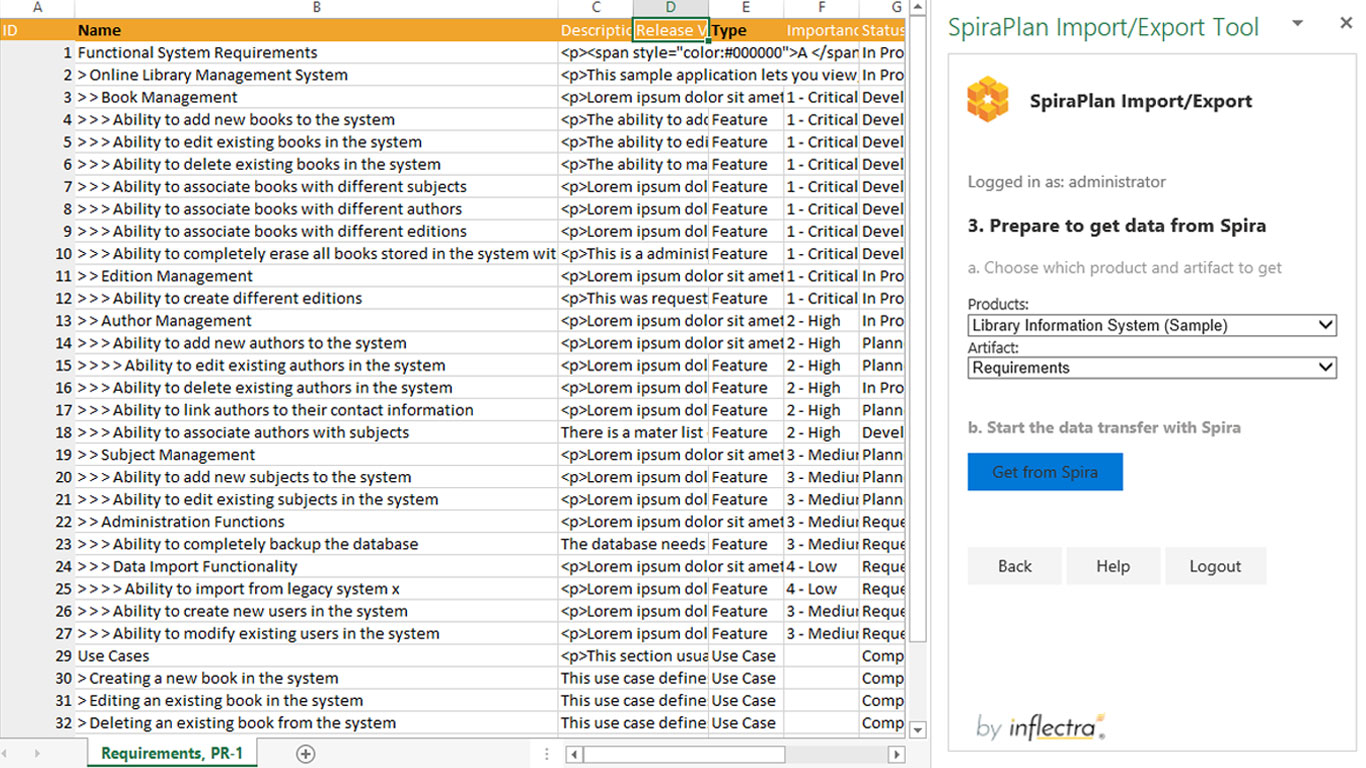 A B C D E F G
ID Name Descriptio Release V Type Importanc Status
1 Functional System Requirements <p><span style="color:#000000">A </span In Pro
2 > Online Library Management System <p>This sample application lets you view, In Pro
3 > > Book Management <p>Lorem ipsum dolor sit amet 1 - Critical Devel
4 > > > Ability to add new books to the system <p>The ability to add Feature 1 - Critical Devel
5 > > > Ability to edit existing books in the system <p>The ability to edi Feature 1 - Critical Devel
6 > > > Ability to delete existing books in the system <p>The ability to ma Feature 1 - Critical Devel
7 > > > Ability to associate books with different subjects <p>Lorem ipsum dol Feature 1 - Critical Devel
8 > > > Ability to associate books with different authors <p>Lorem ipsum dol Feature 1 - Critical Devel
9 > > > Ability to associate books with different editions <p>Lorem ipsum dol Feature 1 - Critical Devel
10 > > > Ability to completely erase all books stored in the system wit <p>This is a administ Feature 1 - Critical Devel
11 > > Edition Management <p>Lorem ipsum dolor sit amet 1 - Critical In Pro
12 > > > Ability to create different editions <p>This was request Feature 1 - Critical In Pro
13 > > Author Management <p>Lorem ipsum dolor sit amet 2 - High In Pro
14 > > > Ability to add new authors to the system <p>Lorem ipsum dolor sit amet 2 - High Plann
15 > > > > Ability to edit existing authors in the system <p>Lorem ipsum dol Feature 2 - High Plann
16 > > > Ability to delete existing authors in the system <p>Lorem ipsum dol Feature 2 - High In Pro
17 > > > Ability to link authors to their contact information <p>Lorem ipsum dol Feature 2 - High Plann
18 > > > Ability to associate authors with subjects There is a mater list Feature 2 - High Devel
19 > > Subject Management <p>Lorem ipsum dolor sit amet 3 - Mediur Plann
20 > > > Ability to add new subjects to the system <p>Lorem ipsum dol Feature 3 - Mediur Plann
21 > > > Ability to edit existing subjects in the system <p>Lorem ipsum dol Feature 3 - Mediur Plann
22 > > Administration Functions <p>Lorem ipsum dolor sit amet 3 - Mediur Reque
23 > > > Ability to completely backup the database The database needs Feature 3 - Mediur Reque
24 > > > Data Import Functionality <p>Lorem ipsum dolor sit amet 4 - Low Reque
25 > > > > Ability to import from legacy system x <p>Lorem ipsum dol Feature 4 - Low Reque
26 > > > Ability to create new users in the system <p>Lorem ipsum dol Feature 3 - Mediur Reque
27 > > > Ability to modify existing users in the system <p>Lorem ipsum dol Feature 3 - Mediur Reque
29 Use Cases <p>This section usua Use Case Comp
30 > Creating a new book in the system This use case define Use Case Comp
31 > Editing an existing book in the system This use case define Use Case Comp
32 > Deleting an existing book from the system This use case define Use Case Comp
Requirements, PR-1
SpiraPlan Import/Export Tool
SpiraPlan Import/Export
Logged in as: administrator
3. Prepare to get data from Spira
a. Choose which product and artifact to get
Products:
Library Information System (Sample)
Artifact:
Requirements
b. Start the data transfer with Spira
Get from Spira
Back Help Logout
by inflectra